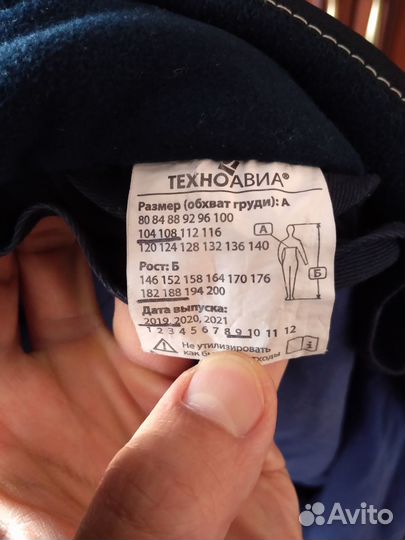 ТЕХНОАВИА®
Размер (обхват груди): А
80 84 88 92 96 100
104 108 112 116
120 124 128 132 136 140
Рост: Б
146 152 158 164 170 176
182 188 194 200
Дата выпуска:
2019, 2020, 2021
1 2 3 4 5 6 7 8 9 10 11 12
Не утилизировать
как отходы
А
Б
i
Avito